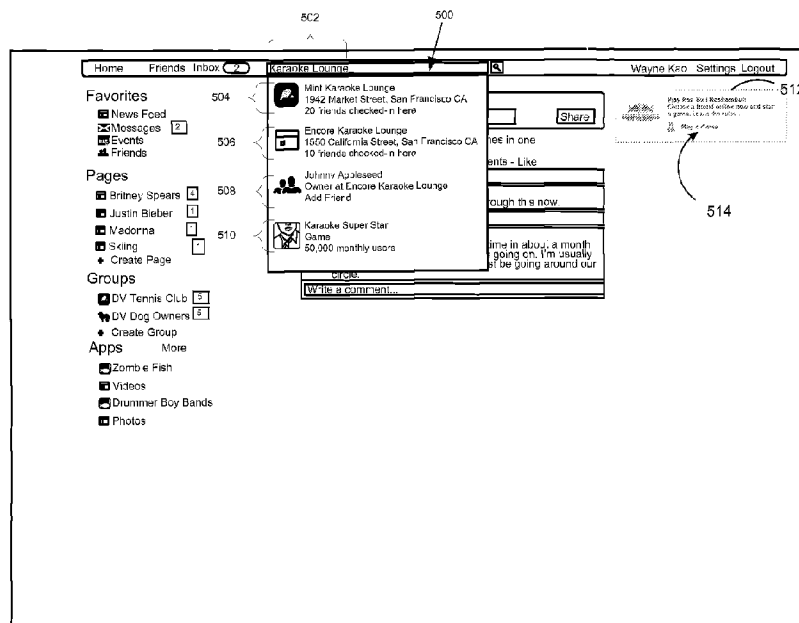 502
500
Home Friends Inbox 2
Karaoke Lounge
Wayne Kao Settings Logout
512
Favorites
News Feed
Messages 2
Events
Friends
Pages
Britney Spears 4
Justin Bieber 1
Madonna 1
Skiing 1
Create Page
Groups
DV Tennis Club 5
DV Dog Owners 6
Create Group
Apps More
Zombie Fish
Videos
Drummer Boy Bands
Photos
504
Mint Karaoke Lounge
1942 Market Street, San Francisco CA
20 friends checked-in here
506
Encore Karaoke Lounge
1550 California Street, San Francisco CA
10 friends checked-in here
508
Johnny Appleseed
Owner at Encore Karaoke Lounge
Add Friend
510
Karaoke Super Star
Game
50,000 monthly users
Share
in one
- Like
through this now
time in about a month
going on. I'm usually
be going around our
circle.
Write a comment...
514